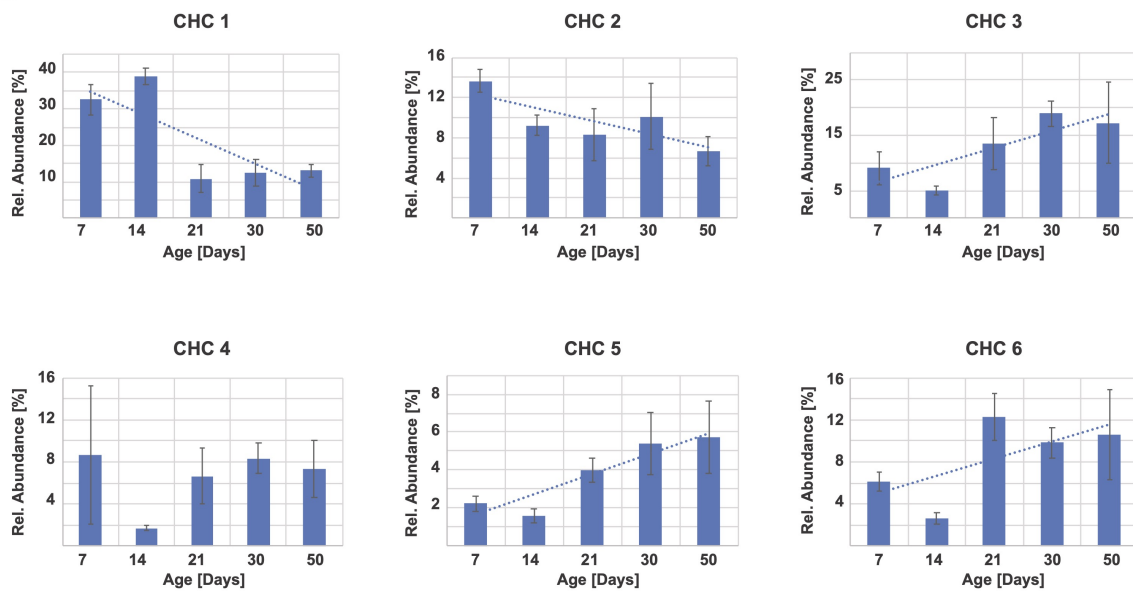 CHC 1
Rel. Abundance [%]
40
30
20
10
7 14 21 30 50
Age [Days]
CHC 2
Rel. Abundance [%]
16
12
8
4
7 14 21 30 50
Age [Days]
CHC 3
Rel. Abundance [%]
25
15
5
7 14 21 30 50
Age [Days]
CHC 4
Rel. Abundance [%]
16
12
8
4
7 14 21 30 50
Age [Days]
CHC 5
Rel. Abundance [%]
8
6
4
2
7 14 21 30 50
Age [Days]
CHC 6
Rel. Abundance [%]
16
12
8
4
7 14 21 30 50
Age [Days]